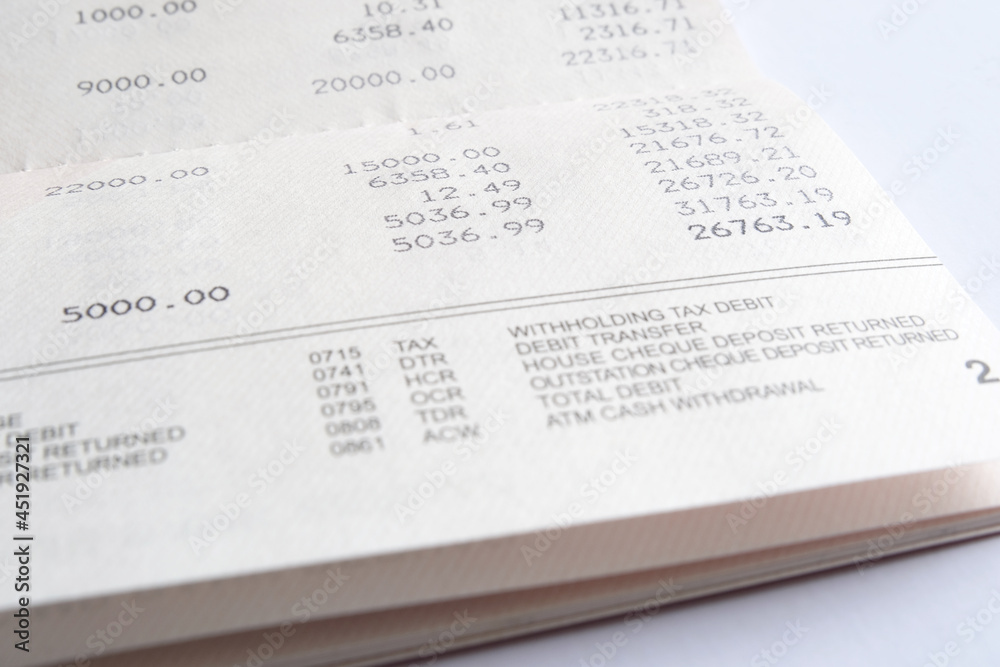 1000.00 10.31 11316.71
6358.40 2316.71
9000.00 20000.00 22316.71
1.61 22318.32
22000.00 318.32
15000.00 15318.32
6358.40 21676.72
12.49 21689.21
5036.99 26726.20
5036.99 31763.19
5000.00 26763.19
0715 TAX WITHHOLDING TAX DEBIT
0741 DTR DEBIT TRANSFER
0791 HCR HOUSE CHEQUE DEPOSIT RETURNED
0795 OCR OUTSTATION CHEQUE DEPOSIT RETURNED
DEBIT 0808 TDR TOTAL DEBIT
RETURNED 0861 ACW ATM CASH WITHDRAWAL
RETURNED
2
Adobe Stock | #451927321